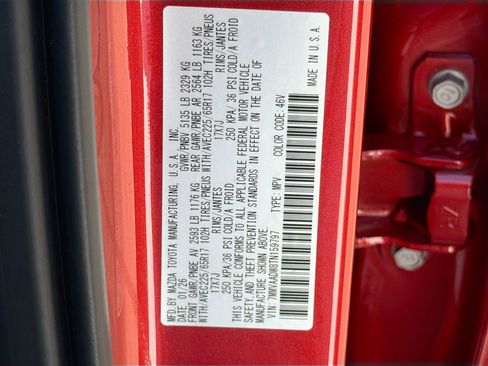 MFD BY MAZDA TOYOTA MANUFACTURING, U.S.A. INC.
DATE: 01/26 GVWR/PNBV 5135 LB 2329 KG
FRONT GAWR/PNBE AV 2593 LB 1176 KG REAR GAWR/PNBE AR 2564 LB 1163 KG
WITH/AVEC225/65R17 102H TIRES/PNEUS WITH/AVEC225/65R17 102H TIRES/PNEUS
17X7J RIMS/JANTES 17X7J RIMS/JANTES
250 KPA/36 PSI COLD/A FROID 250 KPA/ 36 PSI COLD/A FROID
THIS VEHICLE CONFORMS TO ALL APPLICABLE FEDERAL MOTOR VEHICLE
SAFETY AND THEFT PREVENTION STANDARDS IN EFFECT ON THE DATE OF
MANUFACTURE SHOWN ABOVE.
7MMVAADW8TN159797 TYPE: MPV COLOR CODE: 46V
MADE IN U.S.A.